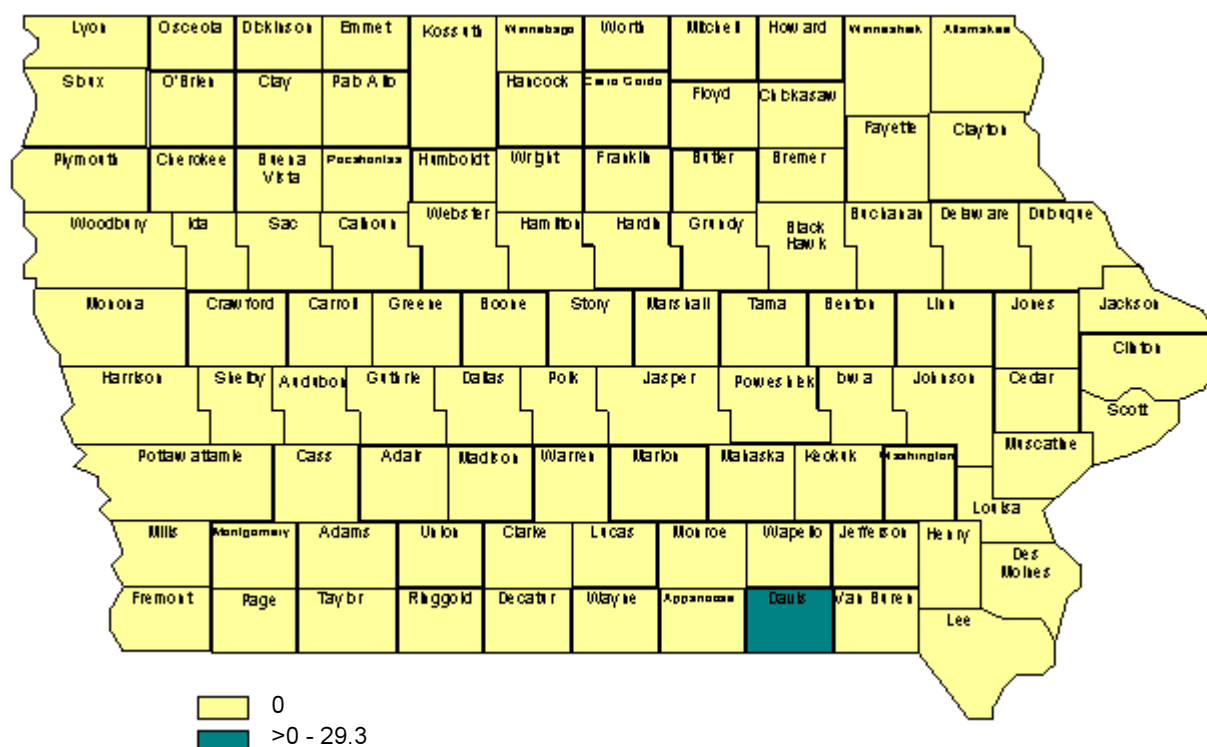 Lyon Osceola Dickinson Emmet Kossuth Winnebago Worth Mitchell Howard Winneshiek Allamakee
Sioux O'Brien Clay Palo Alto Hancock Cerro Gordo Floyd Chickasaw
Fayette Clayton
Plymouth Cherokee Buena Vista Pocahontas Humboldt Wright Franklin Butler Bremer
Woodbury Ida Sac Calhoun Webster Hamilton Hardin Grundy Black Hawk Buchanan Delaware Dubuque
Monona Crawford Carroll Greene Boone Story Marshall Tama Benton Linn Jones Jackson
Clinton
Harrison Shelby Audubon Guthrie Dallas Polk Jasper Poweshiek Iowa Johnson Cedar
Scott
Pottawattamie Cass Adair Madison Warren Marion Mahaska Keokuk Washington Muscatine
Louisa
Mills Montgomery Adams Union Clarke Lucas Monroe Wapello Jefferson Henry Des Moines
Fremont Page Taylor Ringgold Decatur Wayne Appanoose Davis Van Buren Lee
0
>0 - 29.3